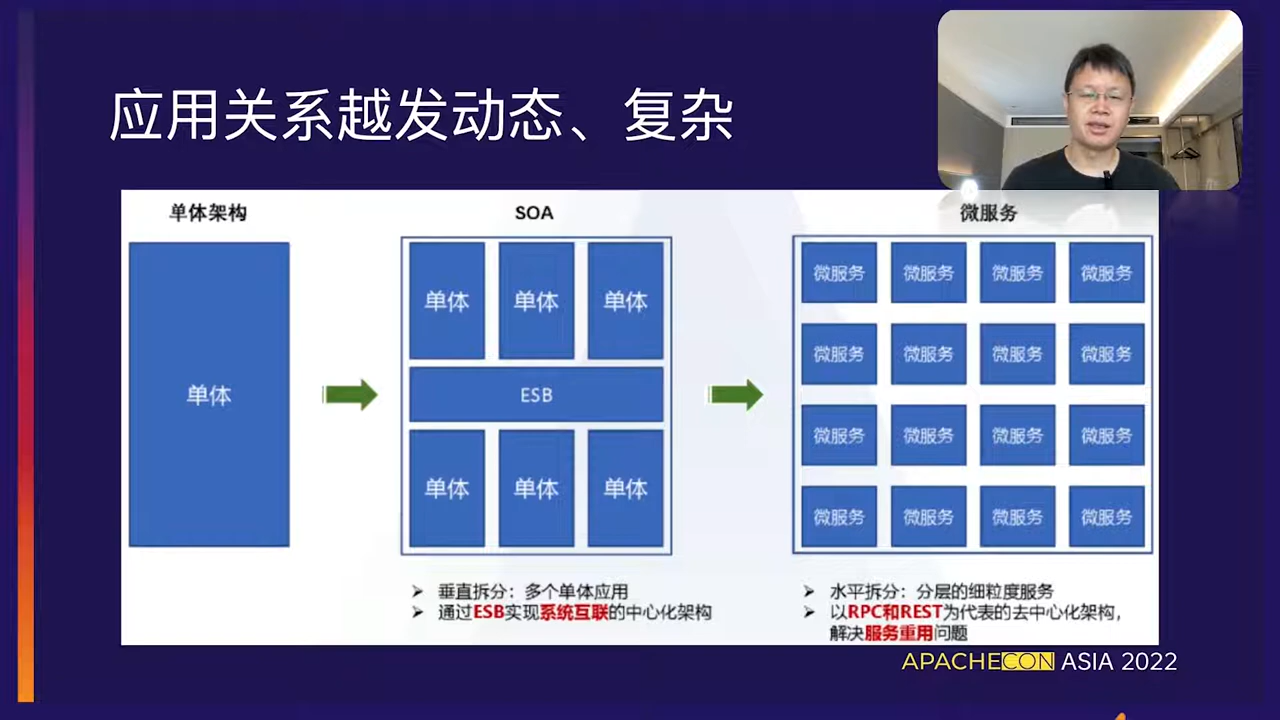 应用关系越发动态、复杂
单体架构
SOA
微服务
单体
单体 单体 单体
ESB
单体 单体 单体
微服务 微服务 微服务 微服务
微服务 微服务 微服务 微服务
微服务 微服务 微服务 微服务
微服务 微服务 微服务 微服务
➢ 垂直拆分：多个单体应用
➢ 通过ESB实现系统互联的中心化架构
➢ 水平拆分：分层的细粒度服务
➢ 以RPC和REST为代表的去中心化架构，
解决服务重用问题
APACHECON ASIA 2022